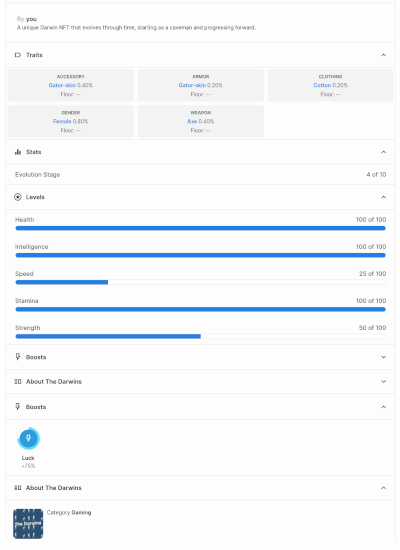 By you
A unique Darwin NFT that evolves through time, starting as a caveman and progressing forward.
Traits
ACCESSORY
Gator-skin 0.40%
Floor: --
ARMOR
Gator-skin 0.20%
Floor: --
CLOTHING
Cotton 0.20%
Floor: --
GENDER
Female 0.80%
Floor: --
WEAPON
Axe 0.40%
Floor: --
Stats
Evolution Stage 4 of 10
Levels
Health 100 of 100
Intelligence 100 of 100
Speed 25 of 100
Stamina 100 of 100
Strength 50 of 100
Boosts
About The Darwins
Boosts
Luck
+75%
About The Darwins
The Darwins
Category Gaming